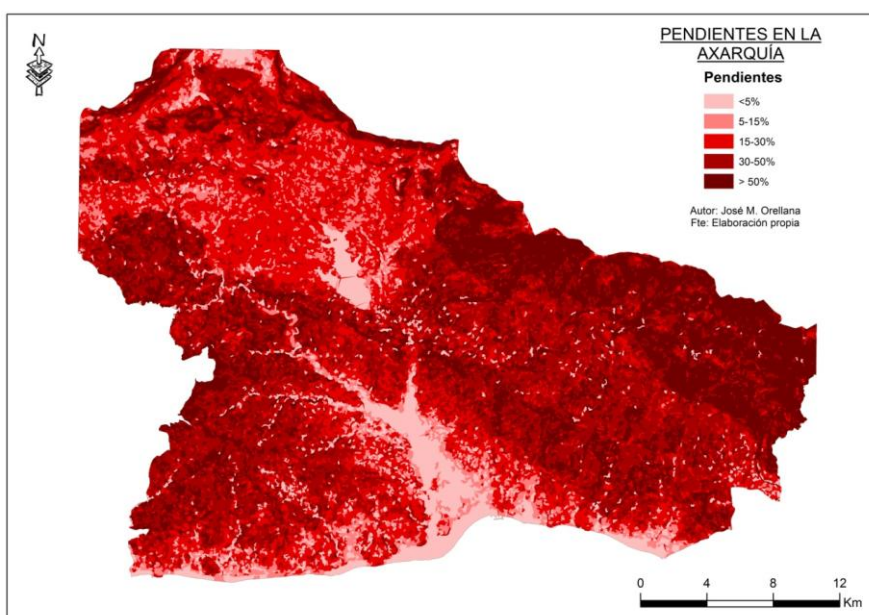 N
PENDIENTES EN LA
AXARQUÍA
Pendientes
<5%
5-15%
15-30%
30-50%
> 50%
Autor: José M. Orellana
Fte: Elaboración propia
0 4 8 12
Km